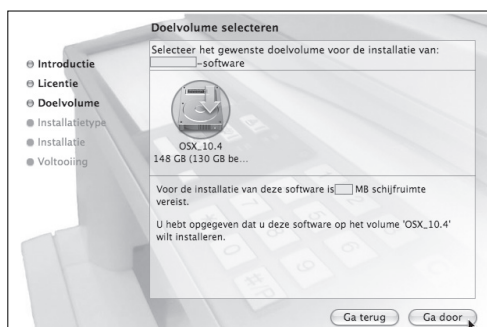 Doelvolume selecteren
Selecteer het gewenste doelvolume voor de installatie van:
-software
Introductie
Licentie
Doelvolume
Installatietype
Installatie
Voltooiing
OSX_10.4
148 GB (130 GB be...
Voor de installatie van deze software is MB schijfruimte
vereist.
U hebt opgegeven dat u deze software op het volume 'OSX_10.4'
wilt installeren.
Ga terug
Ga door